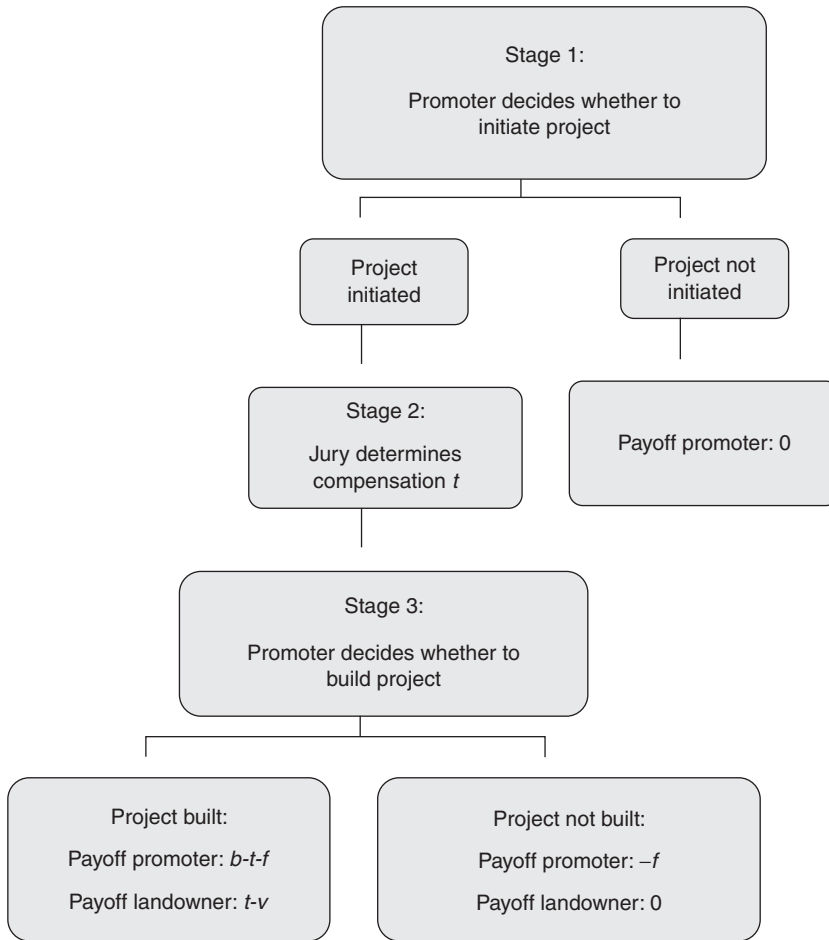 Stage 1:
Promoter decides whether to
initiate project
Project
initiated
Project not
initiated
Stage 2:
Jury determines
compensation t
Payoff promoter: 0
Stage 3:
Promoter decides whether to
build project
Project built:
Payoff promoter: b-t-f
Payoff landowner: t-v
Project not built:
Payoff promoter: –f
Payoff landowner: 0